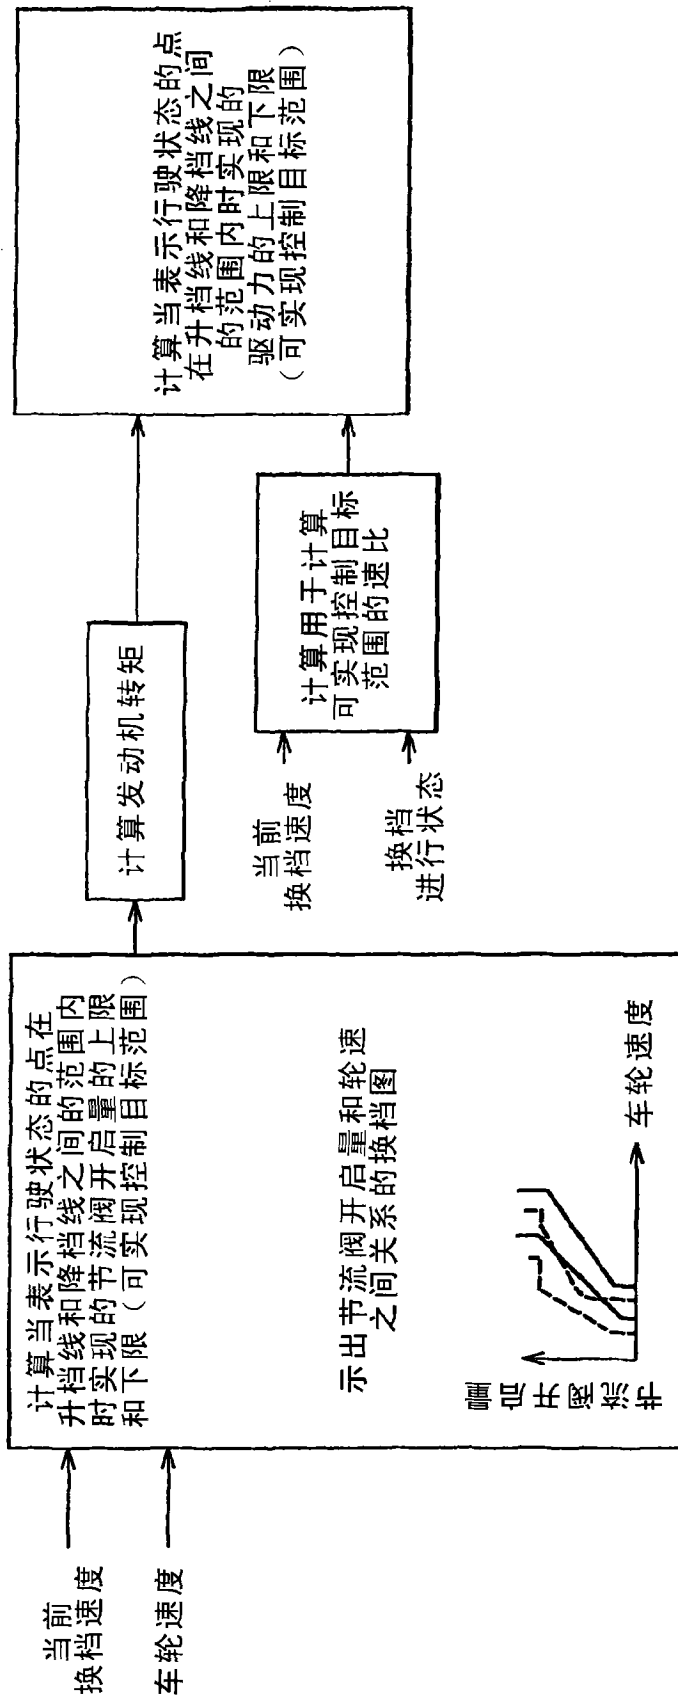 当前
换档速度
车轮速度
计算当表示行驶状态的点在
升档线和降档线之间的范围内
时实现的节流阀开启量的上限
和下限（可实现控制目标范围）
示出节流阀开启量和轮速
之间关系的换档图
节流阀开启量
车轮速度
计算发动机转矩
当前
换档速度
换档
进行状态
计算用于计算
可实现控制目标
范围的速比
计算当表示行驶状态的点
在升档线和降档线之间
的范围内时实现的
驱动力的上限和下限
（可实现控制目标范围）